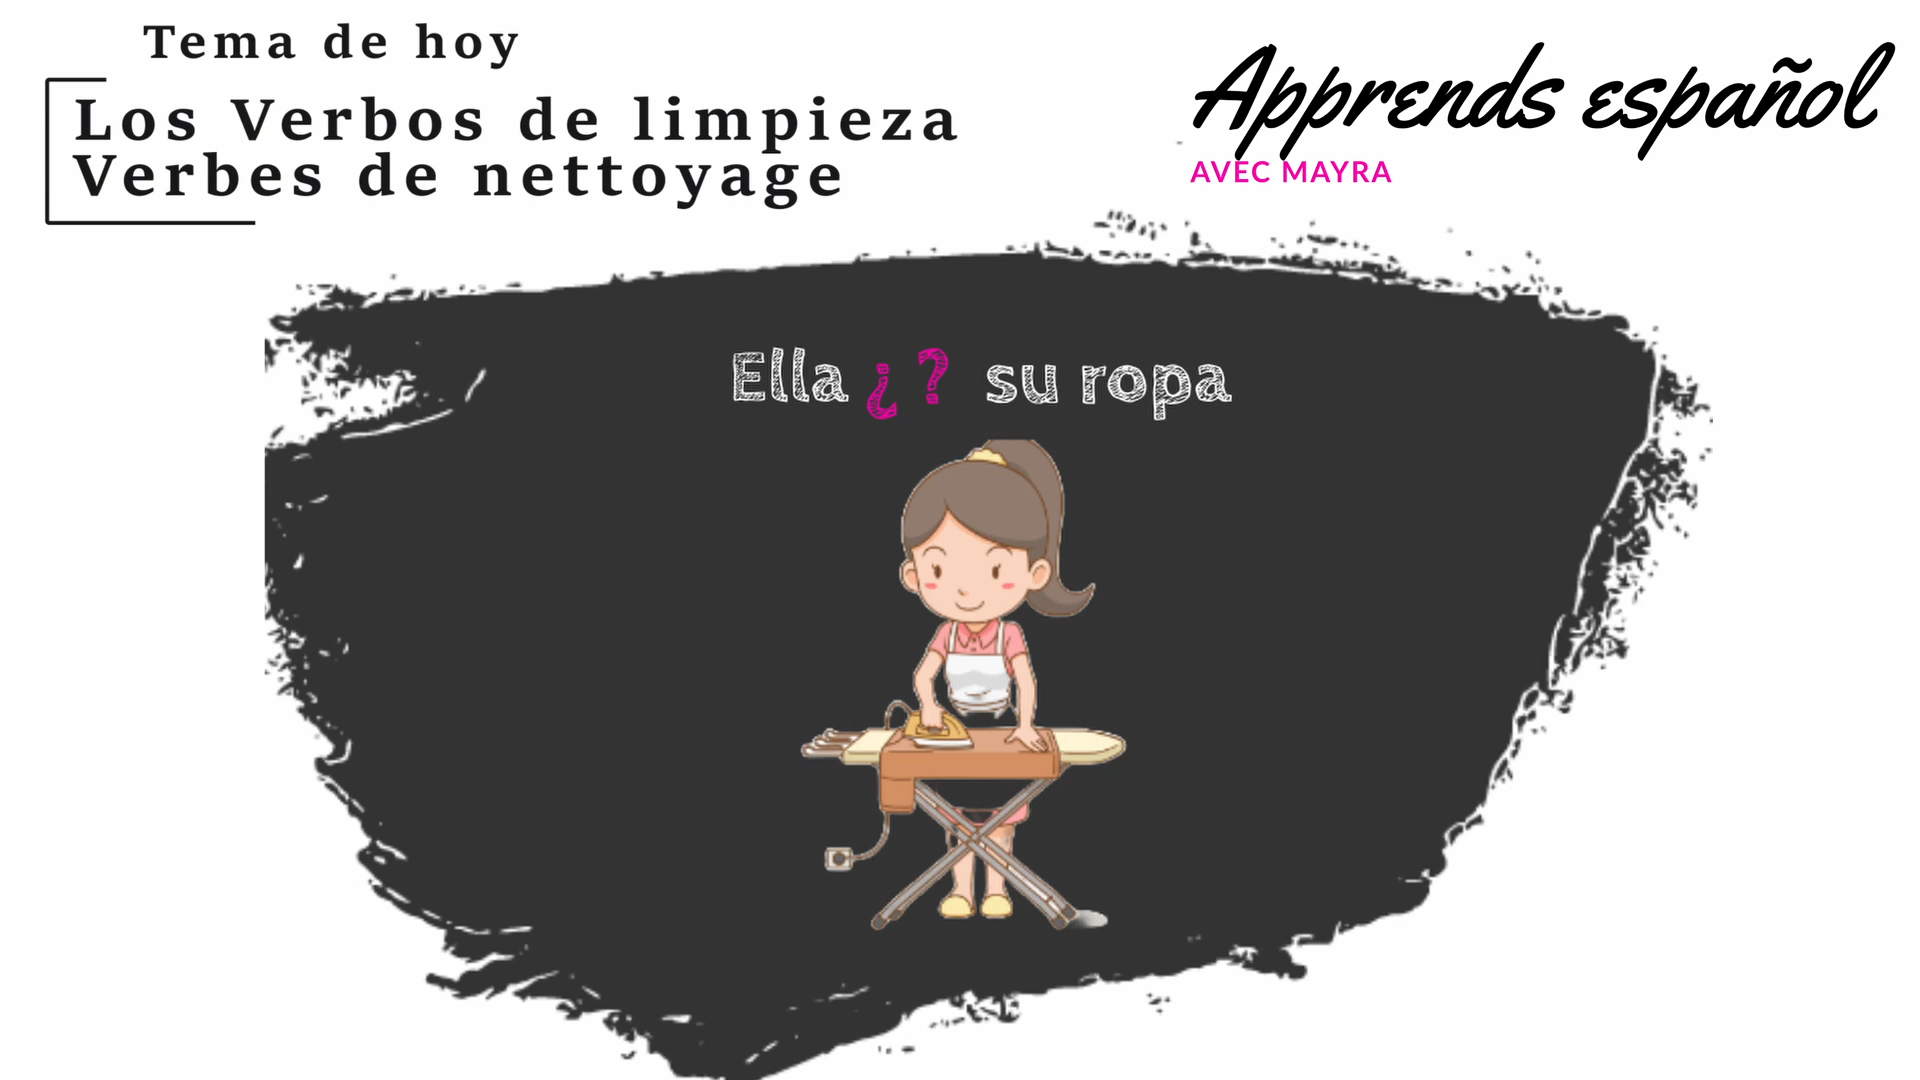 Tema de hoy
Los Verbos de limpieza
Verbes de nettoyage
Apprends español
AVEC MAYRA
Ella ¿? su ropa